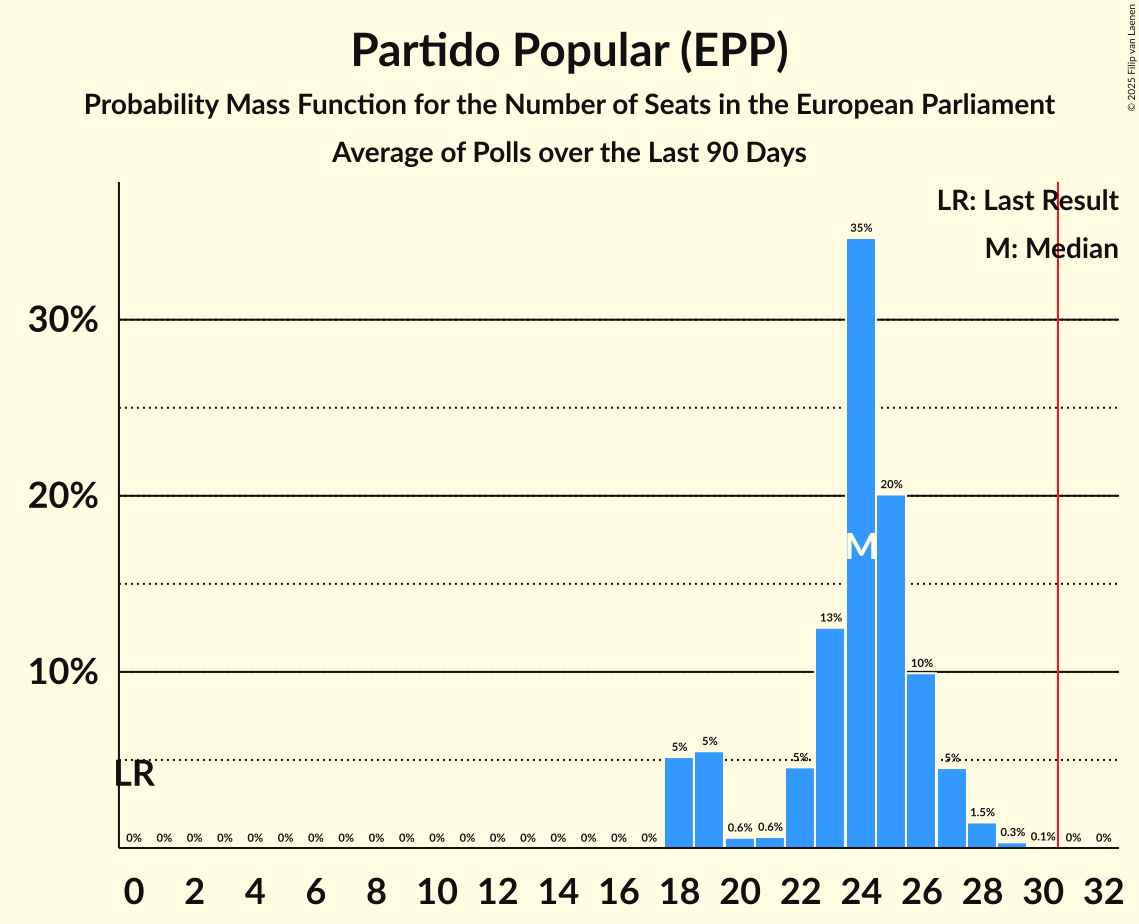 Partido Popular (EPP)
Probability Mass Function for the Number of Seats in the European Parliament
Average of Polls over the Last 90 Days
© 2025 Filip van Laenen
LR: Last Result
M: Median
35%
30%
20%
20%
M
13%
10%
10%
5%
5%
5%
5%
LR
1.5%
0.6%
0.6%
0.3%
0.1%
0% 0% 0% 0% 0% 0% 0% 0% 0% 0% 0% 0% 0% 0% 0% 0% 0% 0% 0% 0%
0 2 4 6 8 10 12 14 16 18 20 22 24 26 28 30 32